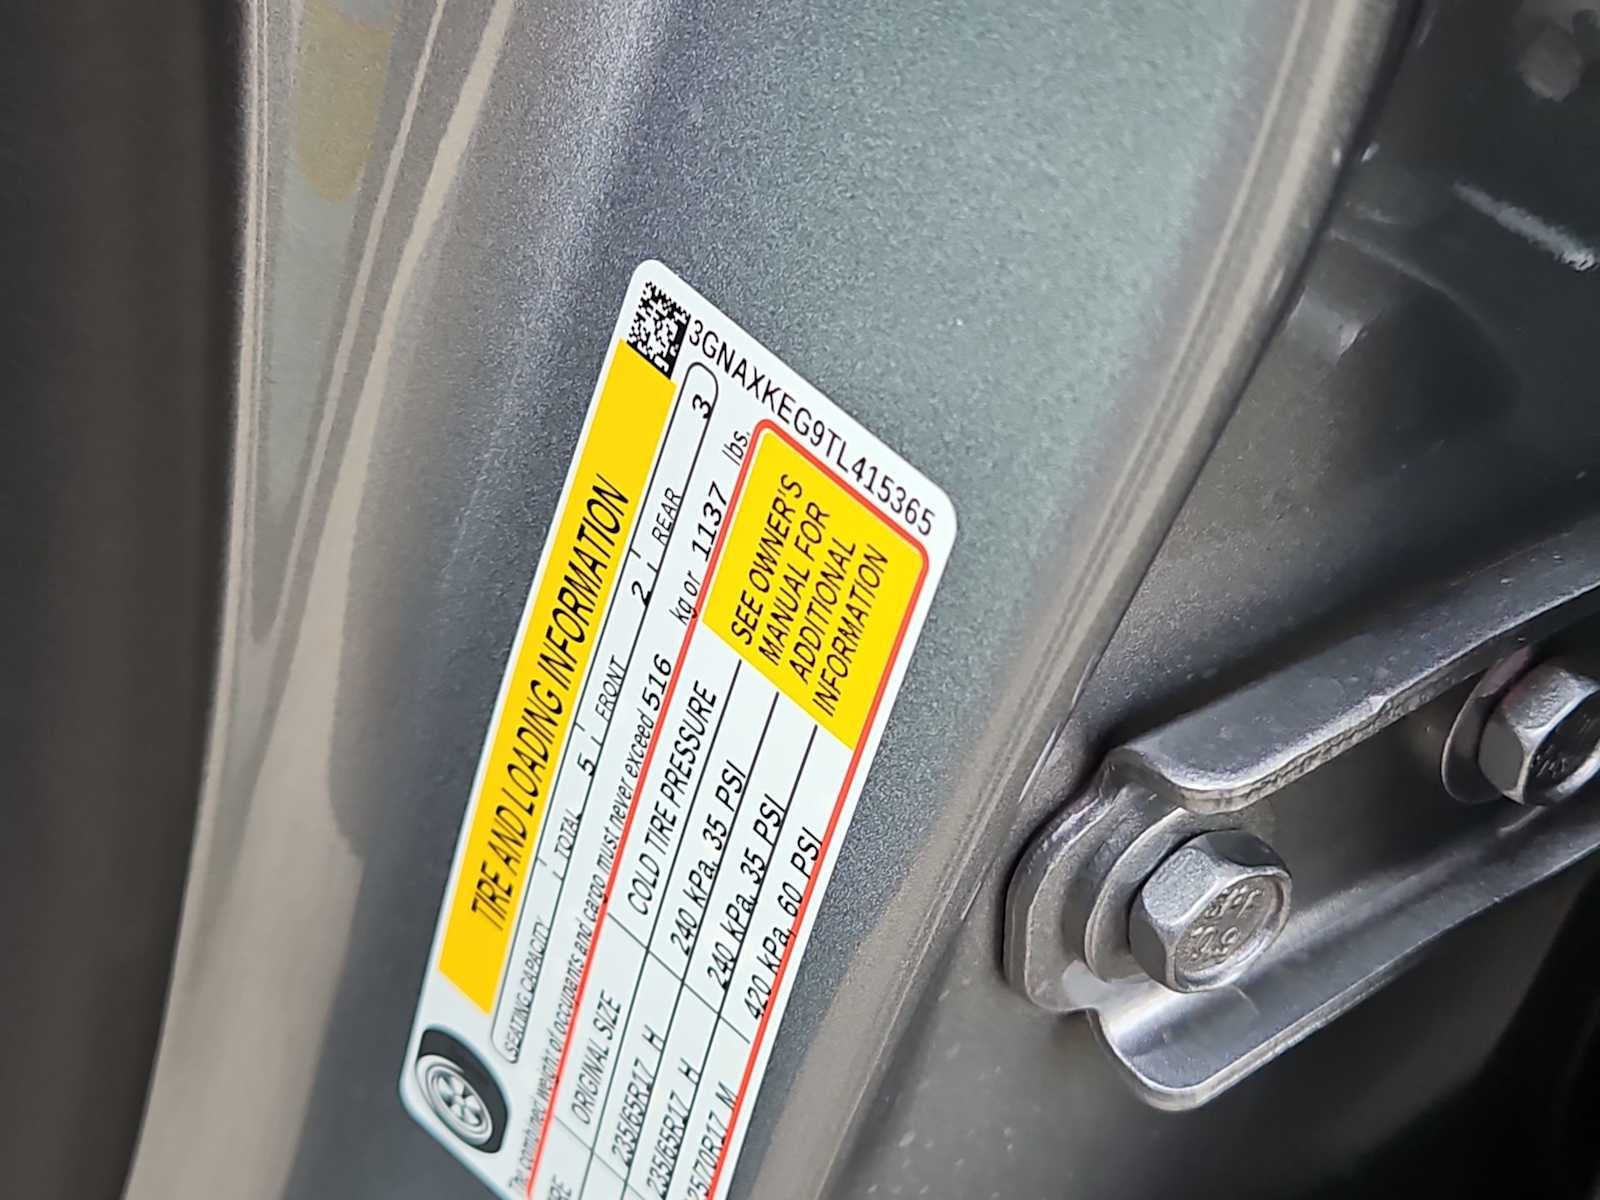 3GNAXKEG9TL415365
TIRE AND LOADING INFORMATION
SEATING CAPACITY TOTAL 5 FRONT 2 REAR 3
The combined weight of occupants and cargo must never exceed 516 kg or 1137 lbs.
ORIGINAL SIZE COLD TIRE PRESSURE
235/65R17 H 240 kPa, 35 PSI
235/65R17 H 240 kPa, 35 PSI
70R17 M 420 kPa, 60 PSI
SEE OWNER'S
MANUAL FOR
ADDITIONAL
INFORMATION